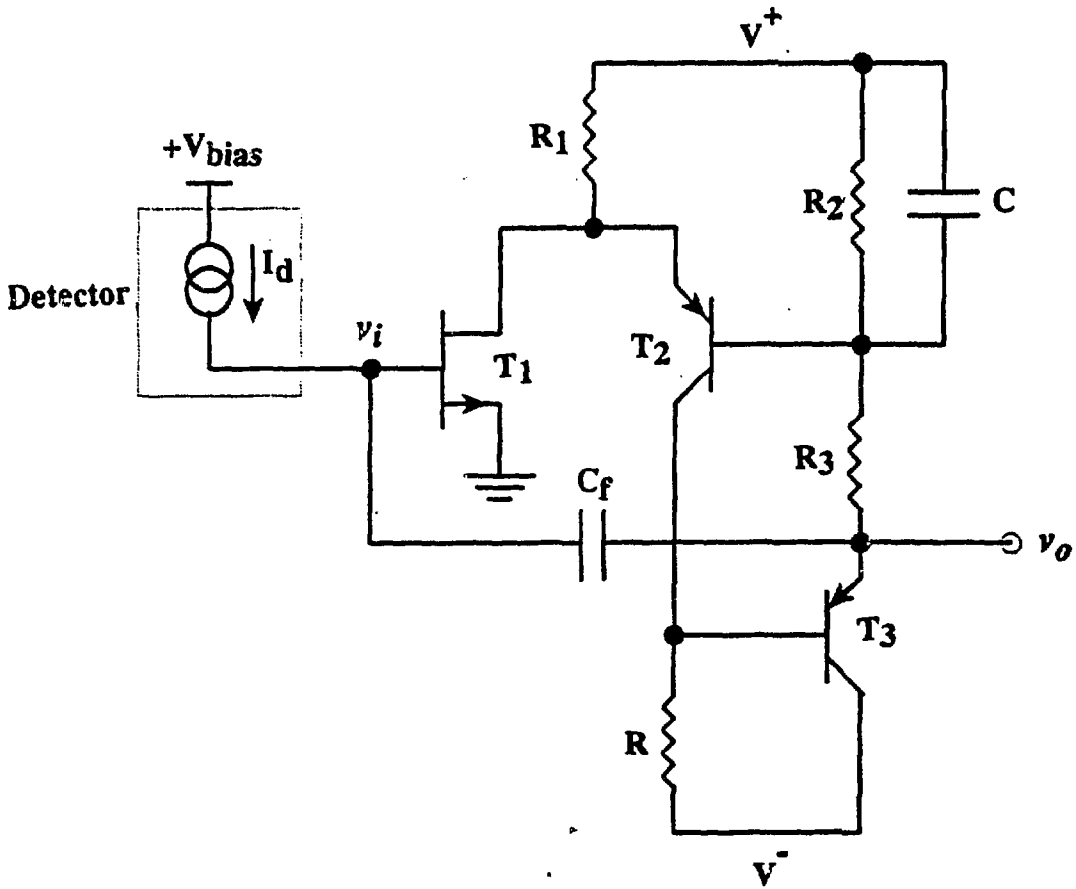 V+
R1
+Vbias
R2
C
Id
Detector
vi
T1
T2
R3
Cf
vo
T3
R
V-